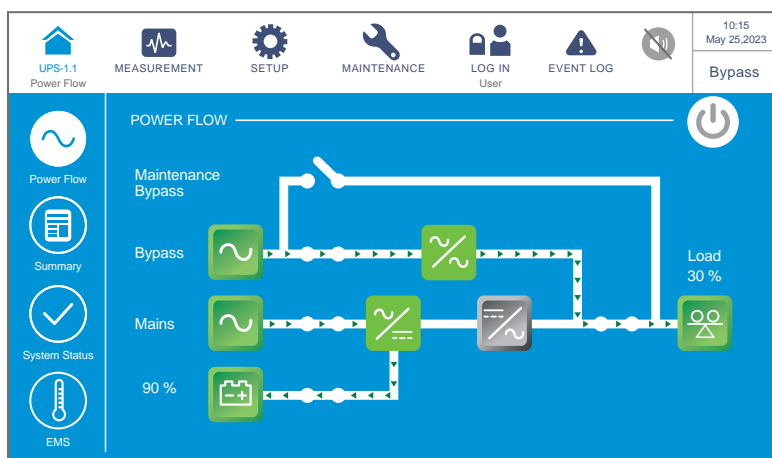 UPS-1.1
Power Flow
MEASUREMENT
SETUP
MAINTENANCE
LOG IN
User
EVENT LOG
10:15
May 25,2023
Bypass
POWER FLOW
Power Flow
Maintenance
Bypass
Bypass
Load
30 %
Summary
Mains
System Status
90 %
EMS